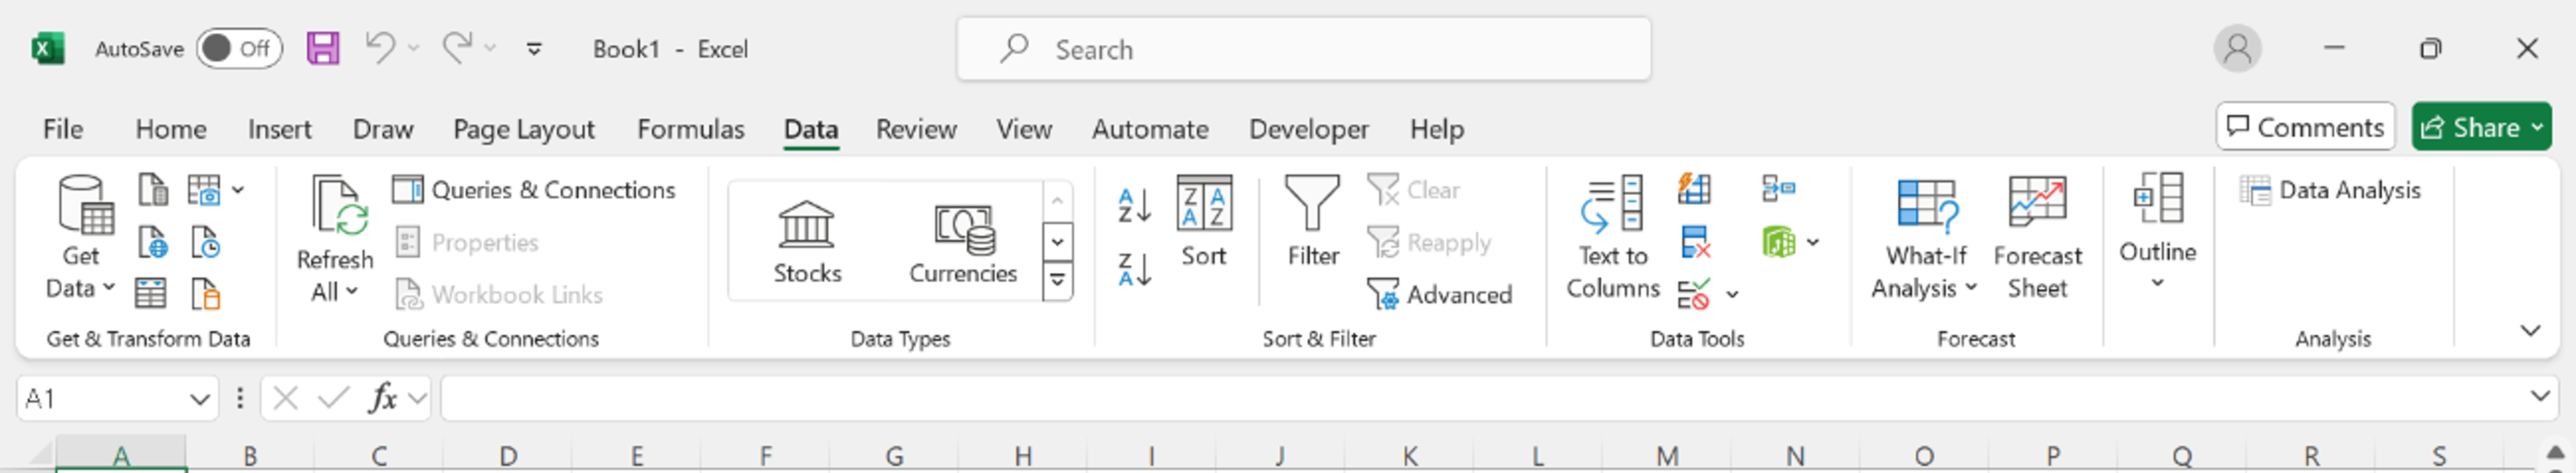 AutoSave Off Book1 - Excel Search
File Home Insert Draw Page Layout Formulas Data Review View Automate Developer Help Comments Share
Get Data
Get & Transform Data
Refresh All
Queries & Connections
Properties
Workbook Links
Queries & Connections
Stocks Currencies
Data Types
Sort
Filter
Clear
Reapply
Advanced
Sort & Filter
Text to
Columns
Data Tools
What-If
Analysis
Forecast
Sheet
Forecast
Outline
Data Analysis
Analysis
A1 fx
A B C D E F G H I J K L M N O P Q R S